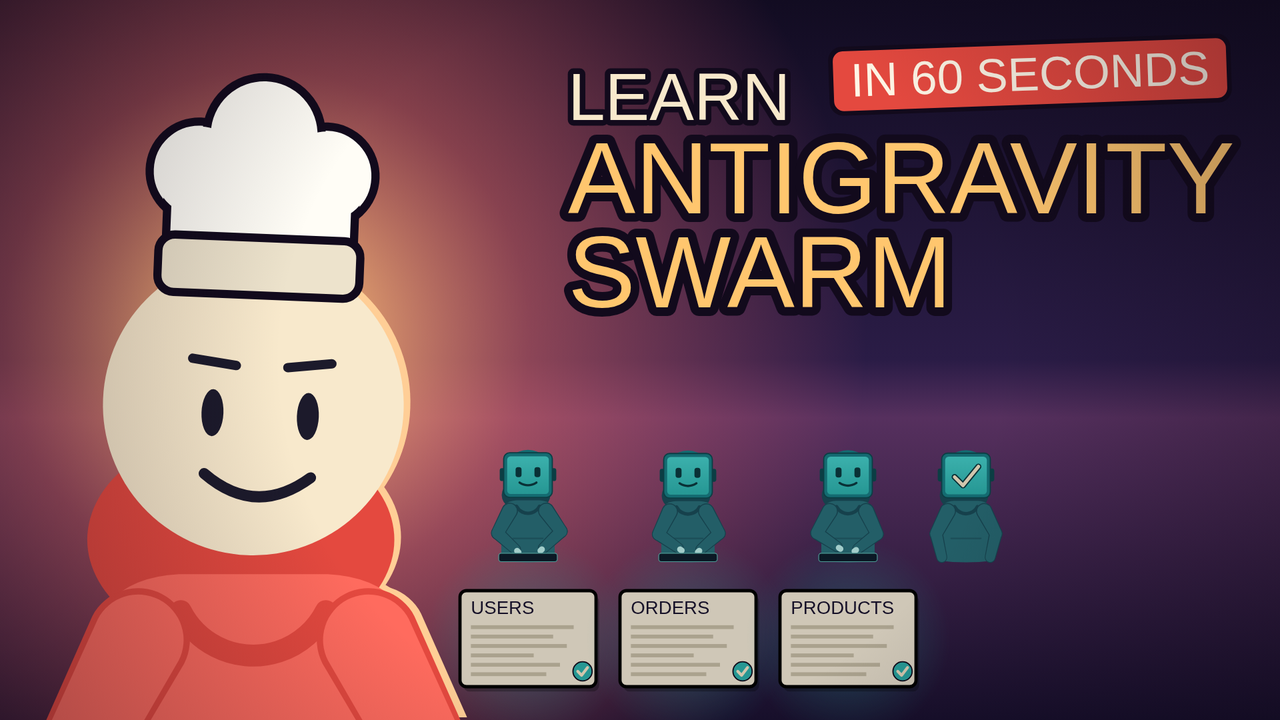 LEARN
IN 60 SECONDS
ANTIGRAVITY
SWARM
USERS
ORDERS
PRODUCTS